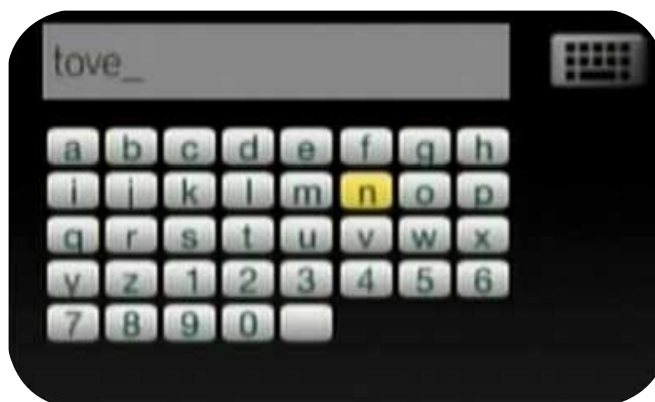 tove_
a b c d e f g h
i j k l m n o p
q r s t u v w x
y z 1 2 3 4 5 6
7 8 9 0